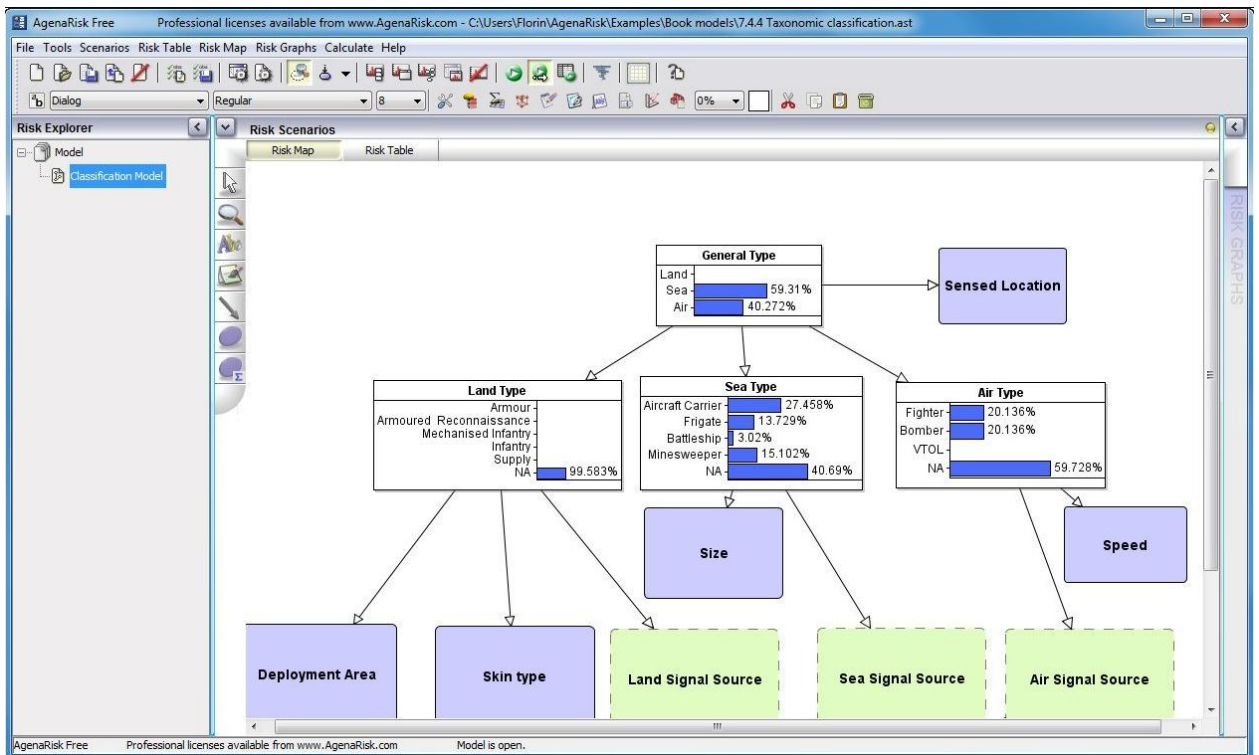 AgenaRisk Free Professional licenses available from www.AgenaRisk.com - C:\Users\Florin\AgenaRisk\Examples\Book models\7.4.4 Taxonomic classification.ast
File Tools Scenarios Risk Table Risk Map Risk Graphs Calculate Help
Dialog Regular 8 0%
Risk Explorer
Risk Scenarios
Model
Classification Model
Risk Map Risk Table
Abc
RISK GRAPHS
General Type
Land
Sea 59.31%
Air 40.272%
Sensed Location
Land Type
Armour
Armoured Reconnaissance
Mechanised Infantry
Infantry
Supply
NA 99.583%
Sea Type
Aircraft Carrier 27.458%
Frigate 13.729%
Battleship 3.02%
Minesweeper 15.102%
NA 40.69%
Air Type
Fighter 20.136%
Bomber 20.136%
VTOL
NA 59.728%
Size
Speed
Deployment Area
Skin type
Land Signal Source
Sea Signal Source
Air Signal Source
AgenaRisk Free Professional licenses available from www.AgenaRisk.com Model is open.